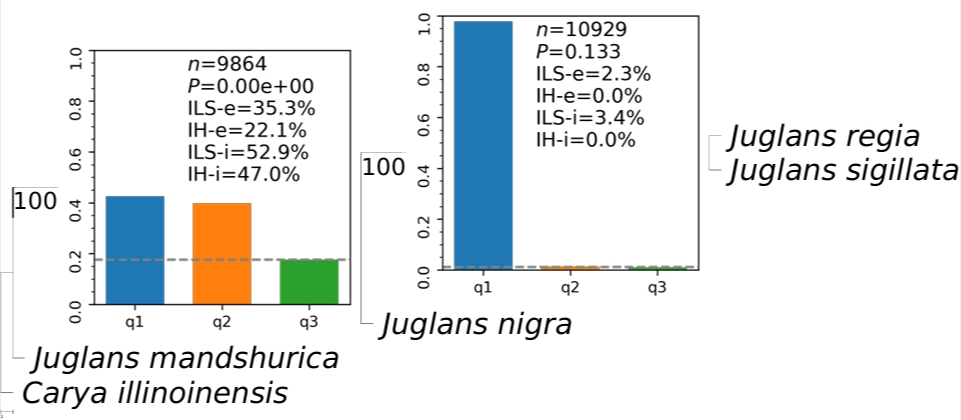 1.0
0.8
0.6
0.4
0.2
0.0
n=9864
P=0.00e+00
ILS-e=35.3%
IH-e=22.1%
ILS-i=52.9%
IH-i=47.0%
q1 q2 q3
100
1.0
0.8
0.6
0.4
0.2
0.0
n=10929
P=0.133
ILS-e=2.3%
IH-e=0.0%
ILS-i=3.4%
IH-i=0.0%
q1 q2 q3
100
Juglans regia
Juglans sigillata
Juglans nigra
Juglans mandshurica
Carya illinoinensis